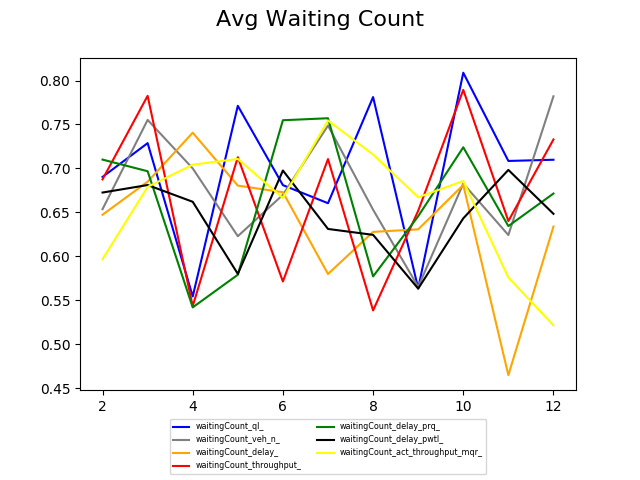 Avg Waiting Count
0.80
0.75
0.70
0.65
0.60
0.55
0.50
0.45
2 4 6 8 10 12
waitingCount_ql_ waitingCount_delay_prq_
waitingCount_veh_n_ waitingCount_delay_pwtl_
waitingCount_delay_ waitingCount_act_throughput_mqr_
waitingCount_throughput_